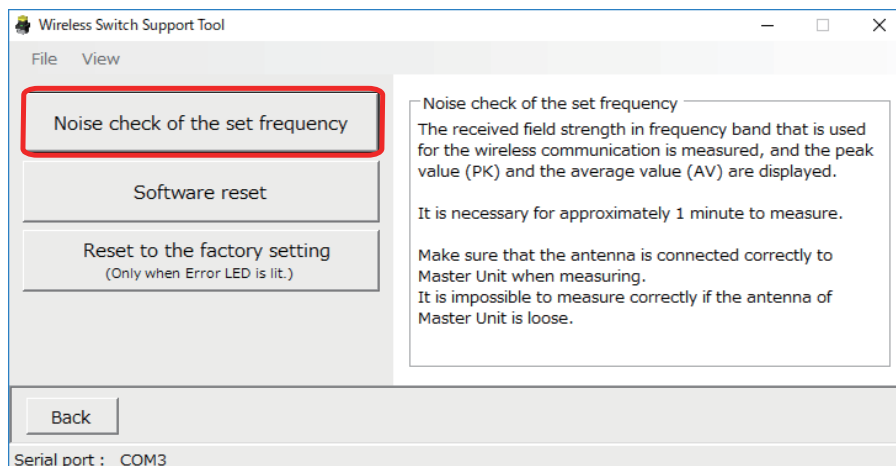 Wireless Switch Support Tool
File View
Noise check of the set frequency
Software reset
Reset to the factory setting
(Only when Error LED is lit.)
Noise check of the set frequency
The received field strength in frequency band that is used
for the wireless communication is measured, and the peak
value (PK) and the average value (AV) are displayed.
It is necessary for approximately 1 minute to measure.
Make sure that the antenna is connected correctly to
Master Unit when measuring.
It is impossible to measure correctly if the antenna of
Master Unit is loose.
Back
Serial port : COM3